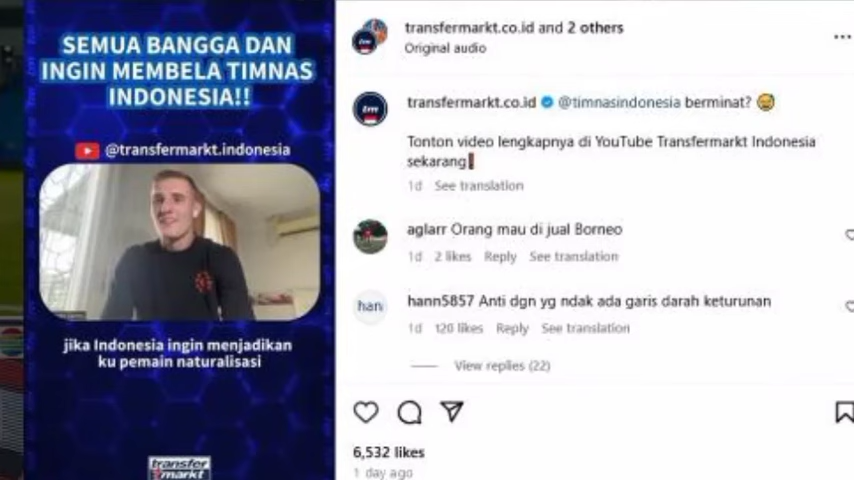 SEMUA BANGGA DAN
INGIN MEMBELA TIMNAS
INDONESIA!!
@transfermarkt.indonesia
jika Indonesia ingin menjadikan
ku pemain naturalisasi
transfer
markt
transfermarkt.co.id and 2 others
Original audio
transfermarkt.co.id @timnasindonesia berminat? 😅
Tonton video lengkapnya di YouTube Transfermarkt Indonesia
sekarang❗
1d See translation
aglarr Orang mau di jual Borneo
1d 2 likes Reply See translation
han
hann5857 Anti dgn yg ndak ada garis darah keturunan
1d 120 likes Reply See translation
View replies (22)
6,532 likes
1 day ago